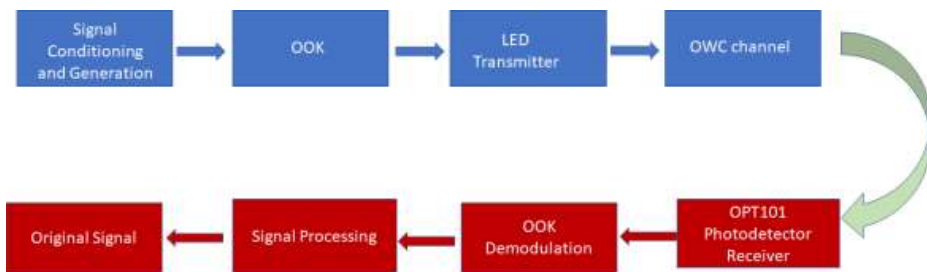 Signal
Conditioning
and Generation
OOK
LED
Transmitter
OWC channel
OPT101
Photodetector
Receiver
OOK
Demodulation
Signal Processing
Original Signal